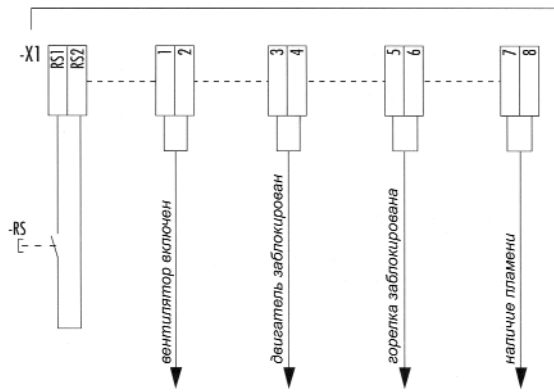 -X1
RS1
RS2
1
2
3
4
5
6
7
8
-RS
вентилятор включен
двигатель заблокирован
горелка заблокирована
наличие пламени